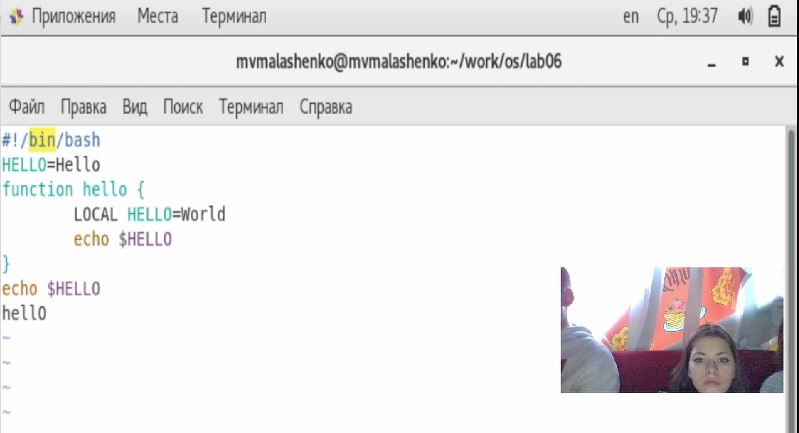 Приложения Места Терминал en Ср, 19:37
mvmalashenko@mvmalashenko:~/work/os/lab06
Файл Правка Вид Поиск Терминал Справка
#!/bin/bash
HELLO=Hello
function hello {
LOCAL HELLO=World
echo $HELLO
}
echo $HELLO
hellO
~
~
~
~